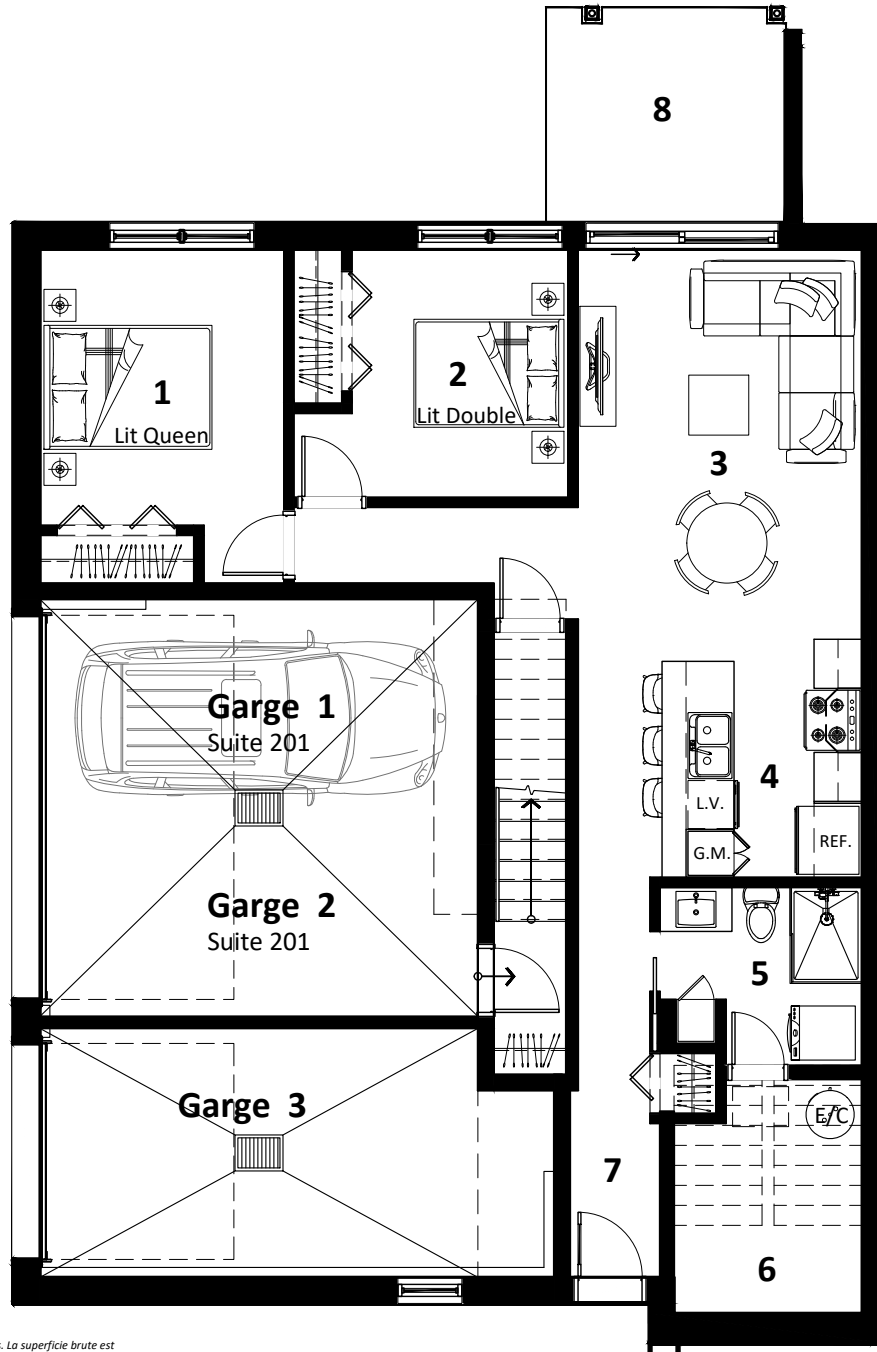 8
1
Lit Queen
2
Lit Double
3
Garge 1
Suite 201
4
L.V.
G.M.
REF.
Garge 2
Suite 201
5
Garge 3
E/C
7
6
. La superficie brute est